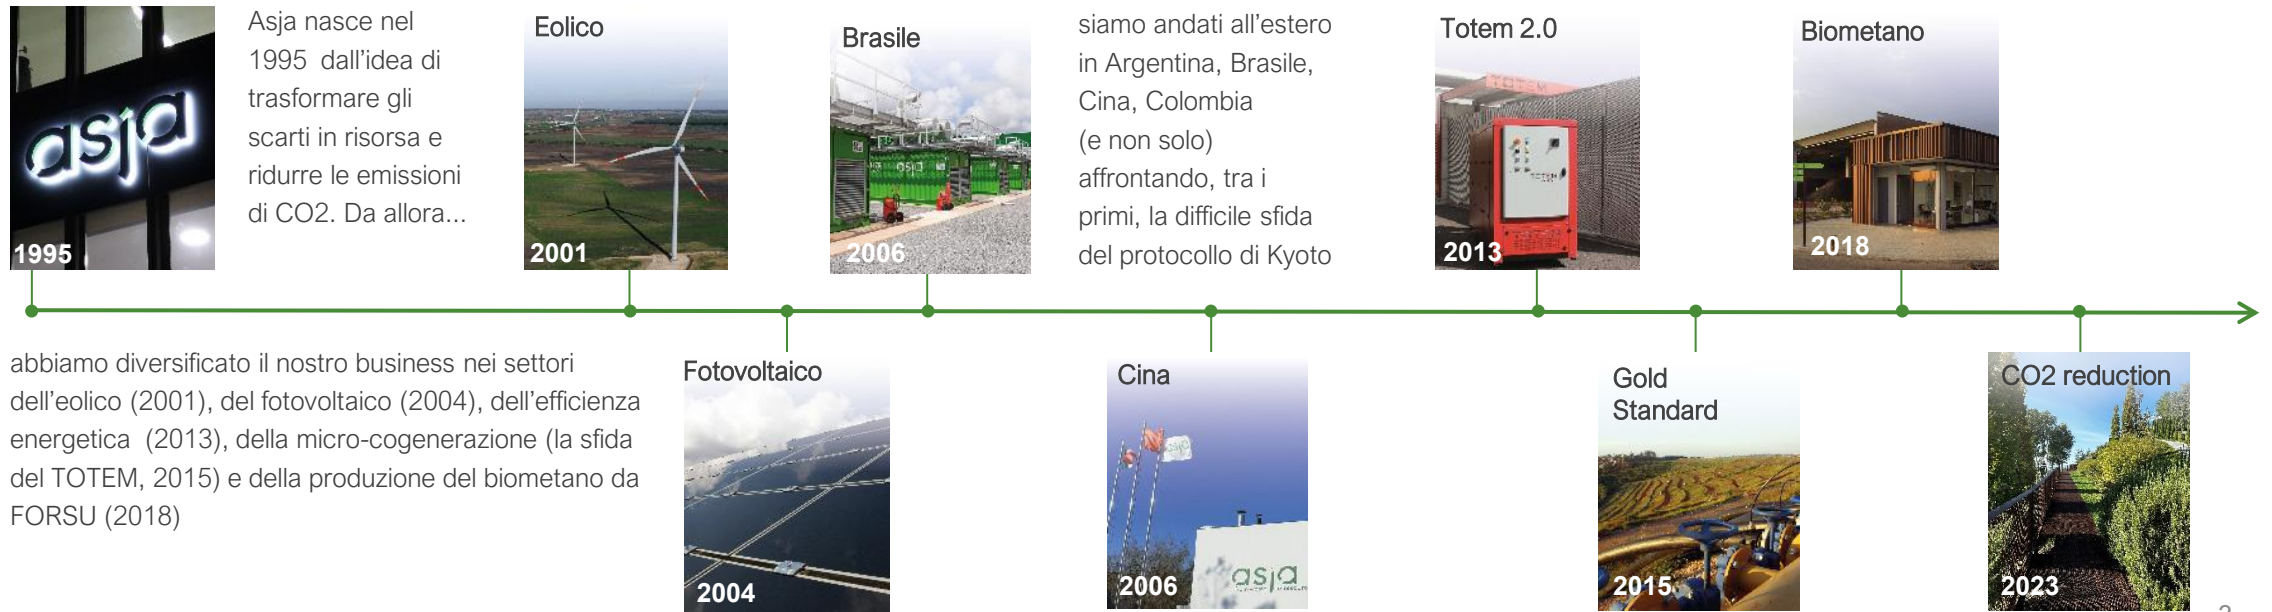 asja
1995
Asja nasce nel
1995 dall'idea di
trasformare gli
scarti in risorsa e
ridurre le emissioni
di CO2. Da allora...
Eolico
2001
Brasile
asja
2006
siamo andati all'estero
in Argentina, Brasile,
Cina, Colombia
(e non solo)
affrontando, tra i
primi, la difficile sfida
del protocollo di Kyoto
Totem 2.0
TOTEM
TOTEM
2013
Biometano
2018
abbiamo diversificato il nostro business nei settori
dell'eolico (2001), del fotovoltaico (2004), dell'efficienza
energetica (2013), della micro-cogenerazione (la sfida
del TOTEM, 2015) e della produzione del biometano da
FORSU (2018)
Fotovoltaico
2004
Cina
asja
2006
Gold
Standard
2015
CO2 reduction
2023